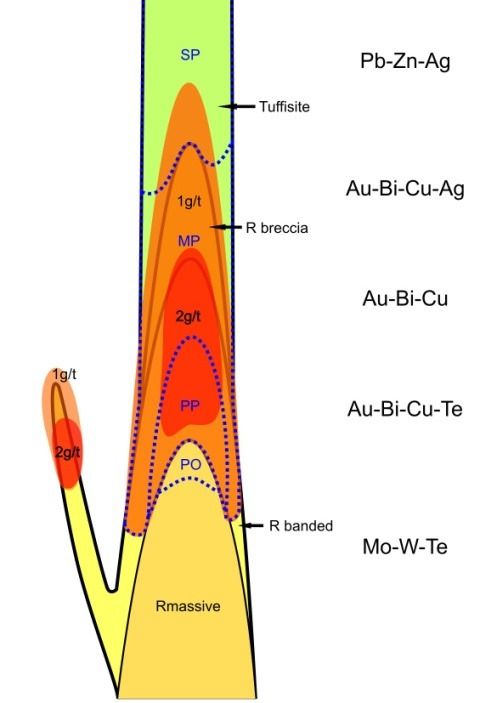 SP
Pb-Zn-Ag
Tuffisite
Au-Bi-Cu-Ag
1g/t
R breccia
MP
Au-Bi-Cu
2g/t
1g/t
PP
Au-Bi-Cu-Te
2g/t
PO
R banded
Mo-W-Te
Rmassive